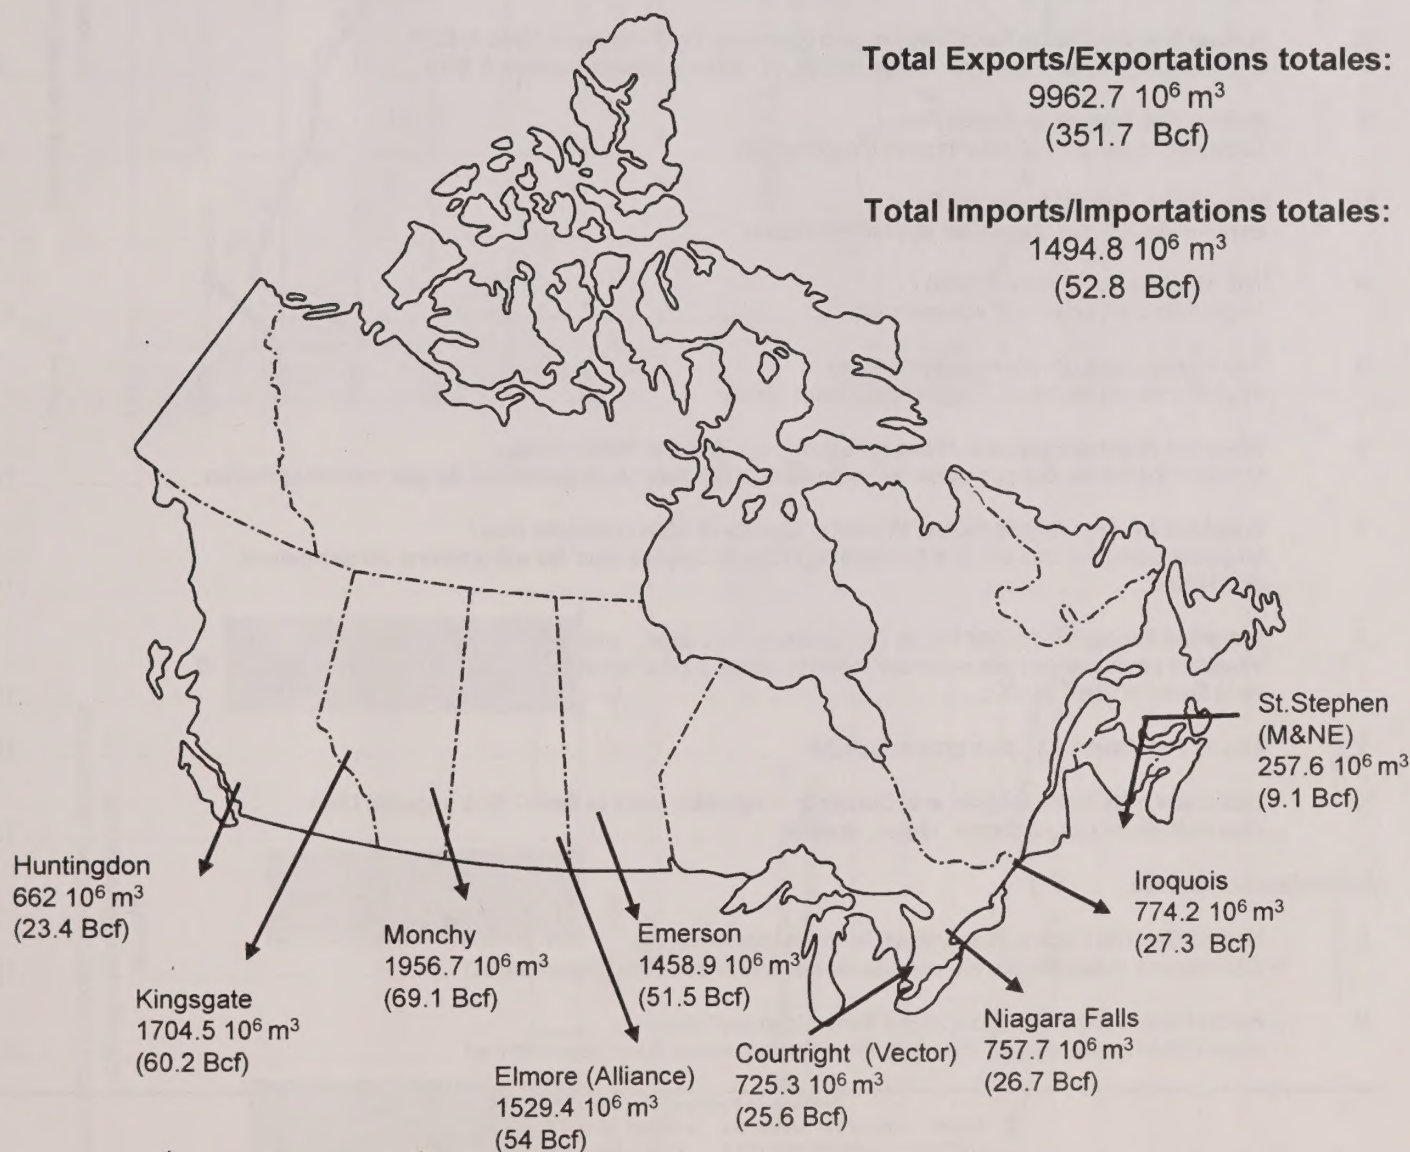 Total Exports/Exportations totales:
9962.7 10⁶ m³
(351.7 Bcf)
Total Imports/Importations totales:
1494.8 10⁶ m³
(52.8 Bcf)
St.Stephen
(M&NE)
257.6 10⁶ m³
(9.1 Bcf)
Huntingdon
662 10⁶ m³
(23.4 Bcf)
Kingsgate
1704.5 10⁶ m³
(60.2 Bcf)
Monchy
1956.7 10⁶ m³
(69.1 Bcf)
Elmore (Alliance)
1529.4 10⁶ m³
(54 Bcf)
Emerson
1458.9 10⁶ m³
(51.5 Bcf)
Courtright (Vector)
725.3 10⁶ m³
(25.6 Bcf)
Niagara Falls
757.7 10⁶ m³
(26.7 Bcf)
Iroquois
774.2 10⁶ m³
(27.3 Bcf)